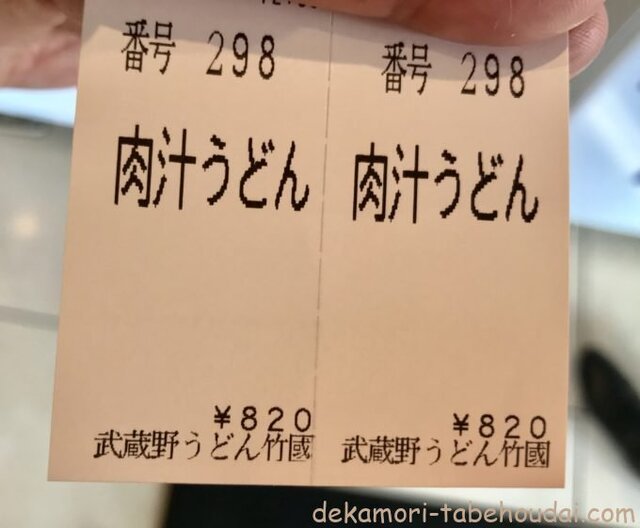 番号 298
肉汁うどん
¥820
武蔵野うどん竹國
番号 298
肉汁うどん
¥820
武蔵野うどん竹國
dekamori-tabehoudai.com